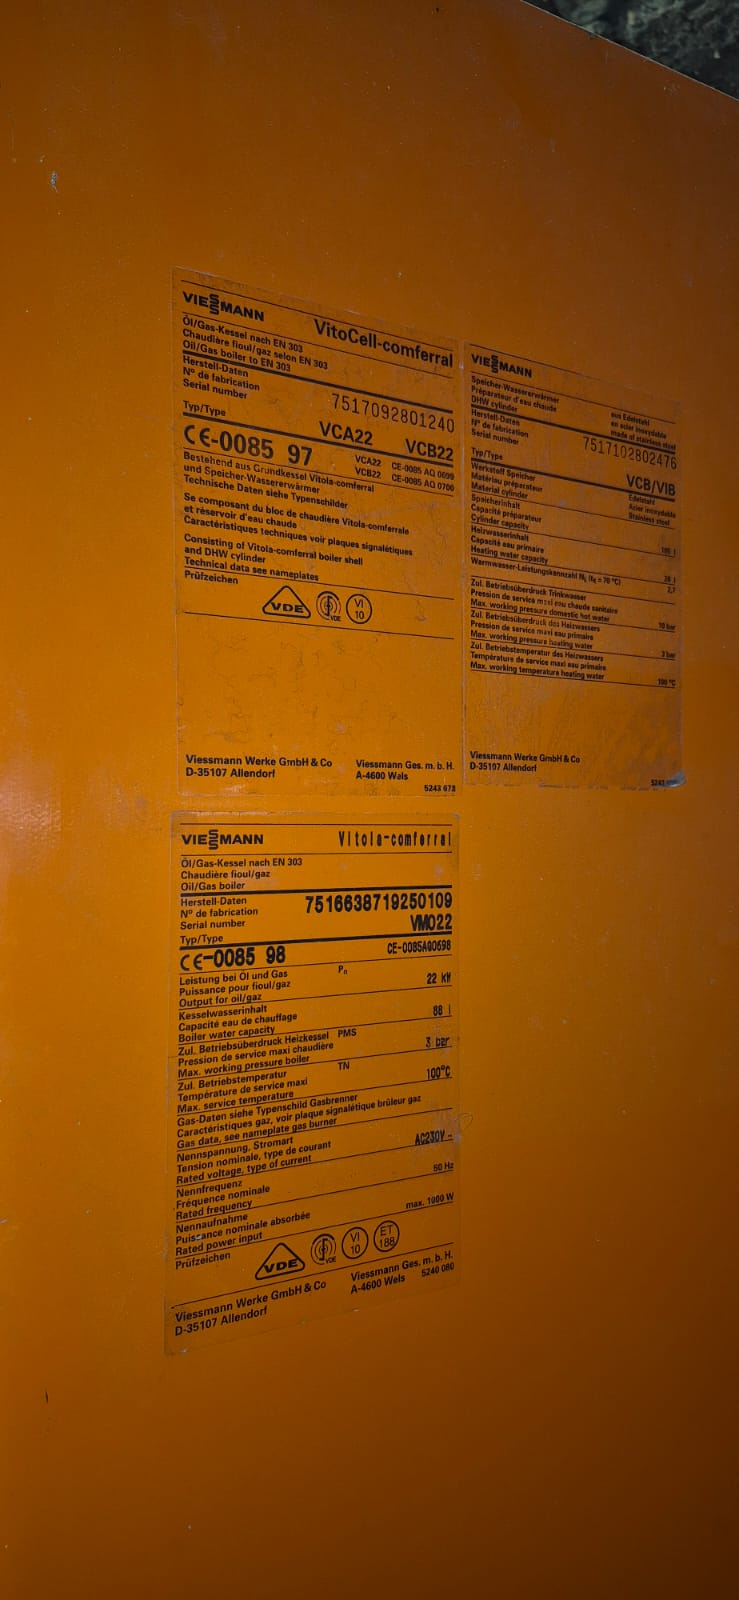 VIESSMANN
VitoCell-comferral
Öl/Gas-Kessel nach EN 303
Chaudière fioul/gaz selon EN 303
Oil/Gas boiler to EN 303
Herstell-Daten
N° de fabrication
Serial number
7517092801240
Typ/Type
VCA22 VCB22
CE-0085 97
VCA22 CE-0085 AQ 0699
VCB22 CE-0085 AQ 0700
Bestehend aus Grundkessel Vitola-comferral
und Speicher-Wassererwärmer
Technische Daten siehe Typenschilder
Se composant du bloc de chaudière Vitola-comferrale
et réservoir d'eau chaude
Caractéristiques techniques voir plaques signalétiques
Consisting of Vitola-comferral boiler shell
and DHW cylinder
Technical data see nameplates
Prüfzeichen
VDE
VDE
VI
10
Viessmann Werke GmbH & Co
D-35107 Allendorf
Viessmann Ges. m. b. H.
A-4600 Wels
5243 673
VIESSMANN
Speicher-Wassererwärmer
Préparateur d'eau chaude
DHW cylinder
aus Edelstahl
en acier inoxydable
made of stainless steel
Herstell-Daten
N° de fabrication
Serial number
7517102802476
Typ/Type
VCB/VIB
Werkstoff Speicher
Matériau préparateur
Material cylinder
Edelstahl
Acier inoxydable
Stainless steel
Speicherinhalt
Capacité préparateur
Cylinder capacity
Heizwasserinhalt
Capacité eau primaire
Heating water capacity
Warmwasser-Leistungskennzahl
Zul. Betriebsüberdruck Trinkwasser
Pression de service maxi eau chaude sanitaire
Max. working pressure domestic hot water
10 bar
Zul. Betriebsüberdruck des Heizwassers
Pression de service maxi eau primaire
Max. working pressure heating water
3 bar
Zul. Betriebstemperatur des Heizwassers
Température de service maxi eau primaire
Max. working temperature heating water
100 °C
Viessmann Werke GmbH & Co
D-35107 Allendorf
VIESSMANN
Vitola-comferral
Öl/Gas-Kessel nach EN 303
Chaudière fioul/gaz
Oil/Gas boiler
Herstell-Daten
N° de fabrication
Serial number
7516638719250109
Typ/Type
VM022
CE-0085 98
CE-0085AQ0698
Leistung bei Öl und Gas
Puissance pour fioul/gaz
Output for oil/gaz
Pn
22 kW
Kesselwasserinhalt
Capacité eau de chauffage
Boiler water capacity
88 l
Zul. Betriebsüberdruck Heizkessel
Pression de service maxi chaudière
Max. working pressure boiler
PMS
3 bar
Zul. Betriebstemperatur
Température de service maxi
Max. service temperature
TN
100°C
Gas-Daten siehe Typenschild Gasbrenner
Caractéristiques gaz, voir plaque signalétique brûleur gaz
Gas data, see nameplate gas burner
Nennspannung, Stromart
Tension nominale, type de courant
Rated voltage, type of current
AC230V ~
Nennfrequenz
Fréquence nominale
Rated frequency
50 Hz
Nennaufnahme
Puissance nominale absorbée
Rated power input
max. 1000 W
Prüfzeichen
VDE
VDE
VI
10
ET
188
Viessmann Werke GmbH & Co
D-35107 Allendorf
Viessmann Ges. m. b. H.
A-4600 Wels
5240 080